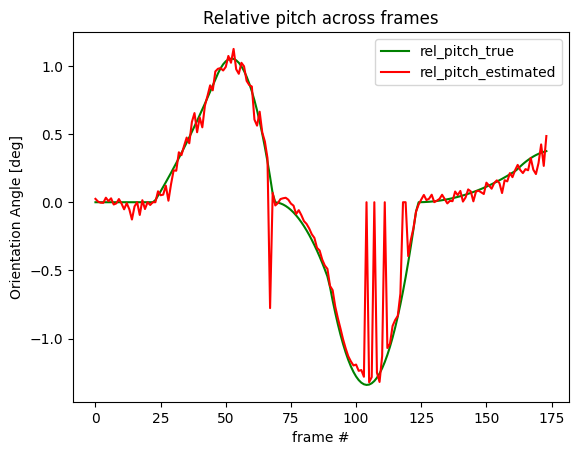 Relative pitch across frames
rel_pitch_true
rel_pitch_estimated
Orientation Angle [deg]
1.0
0.5
0.0
−0.5
−1.0
0
25
50
75
100
125
150
175
frame #